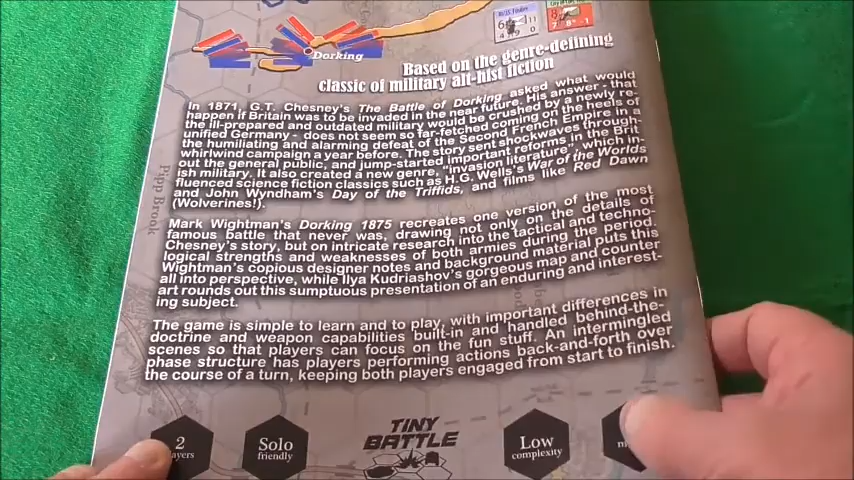 Dorking
Based on the genre-defining
classic of military alt-hist fiction
In 1871, G.T. Chesney's The Battle of Dorking asked what would
happen if Britain was to be invaded in the near future. His answer - that
the ill-prepared and outdated military would be crushed by a newly re-
unified Germany - does not seem so far-fetched coming on the heels of
the humiliating and alarming defeat of the Second French Empire in a
whirlwind campaign a year before. The story sent shockwaves through-
out the general public, and jump-started important reforms in the Brit-
ish military. It also created a new genre, "invasion literature", which in-
fluenced science fiction classics such as H.G. Wells's War of the Worlds
and John Wyndham's Day of the Triffids, and films like Red Dawn
(Wolverines!).
Pipp Brook
Mark Wightman's Dorking 1875 recreates one version of the most
famous battle that never was, drawing not only on the details of
Chesney's story, but on intricate research into the tactical and techno-
logical strengths and weaknesses of both armies during the period.
Wightman's copious designer notes and background material puts this
all into perspective, while Ilya Kudriashov's gorgeous map and counter
art rounds out this sumptuous presentation of an enduring and interest-
ing subject.
The game is simple to learn and to play, with important differences in
doctrine and weapon capabilities built-in and handled behind-the-
scenes so that players can focus on the fun stuff. An intermingled
phase structure has players performing actions back-and-forth over
the course of a turn, keeping both players engaged from start to finish.
2
Solo
friendly
TINY
BATTLE
Low
complexity